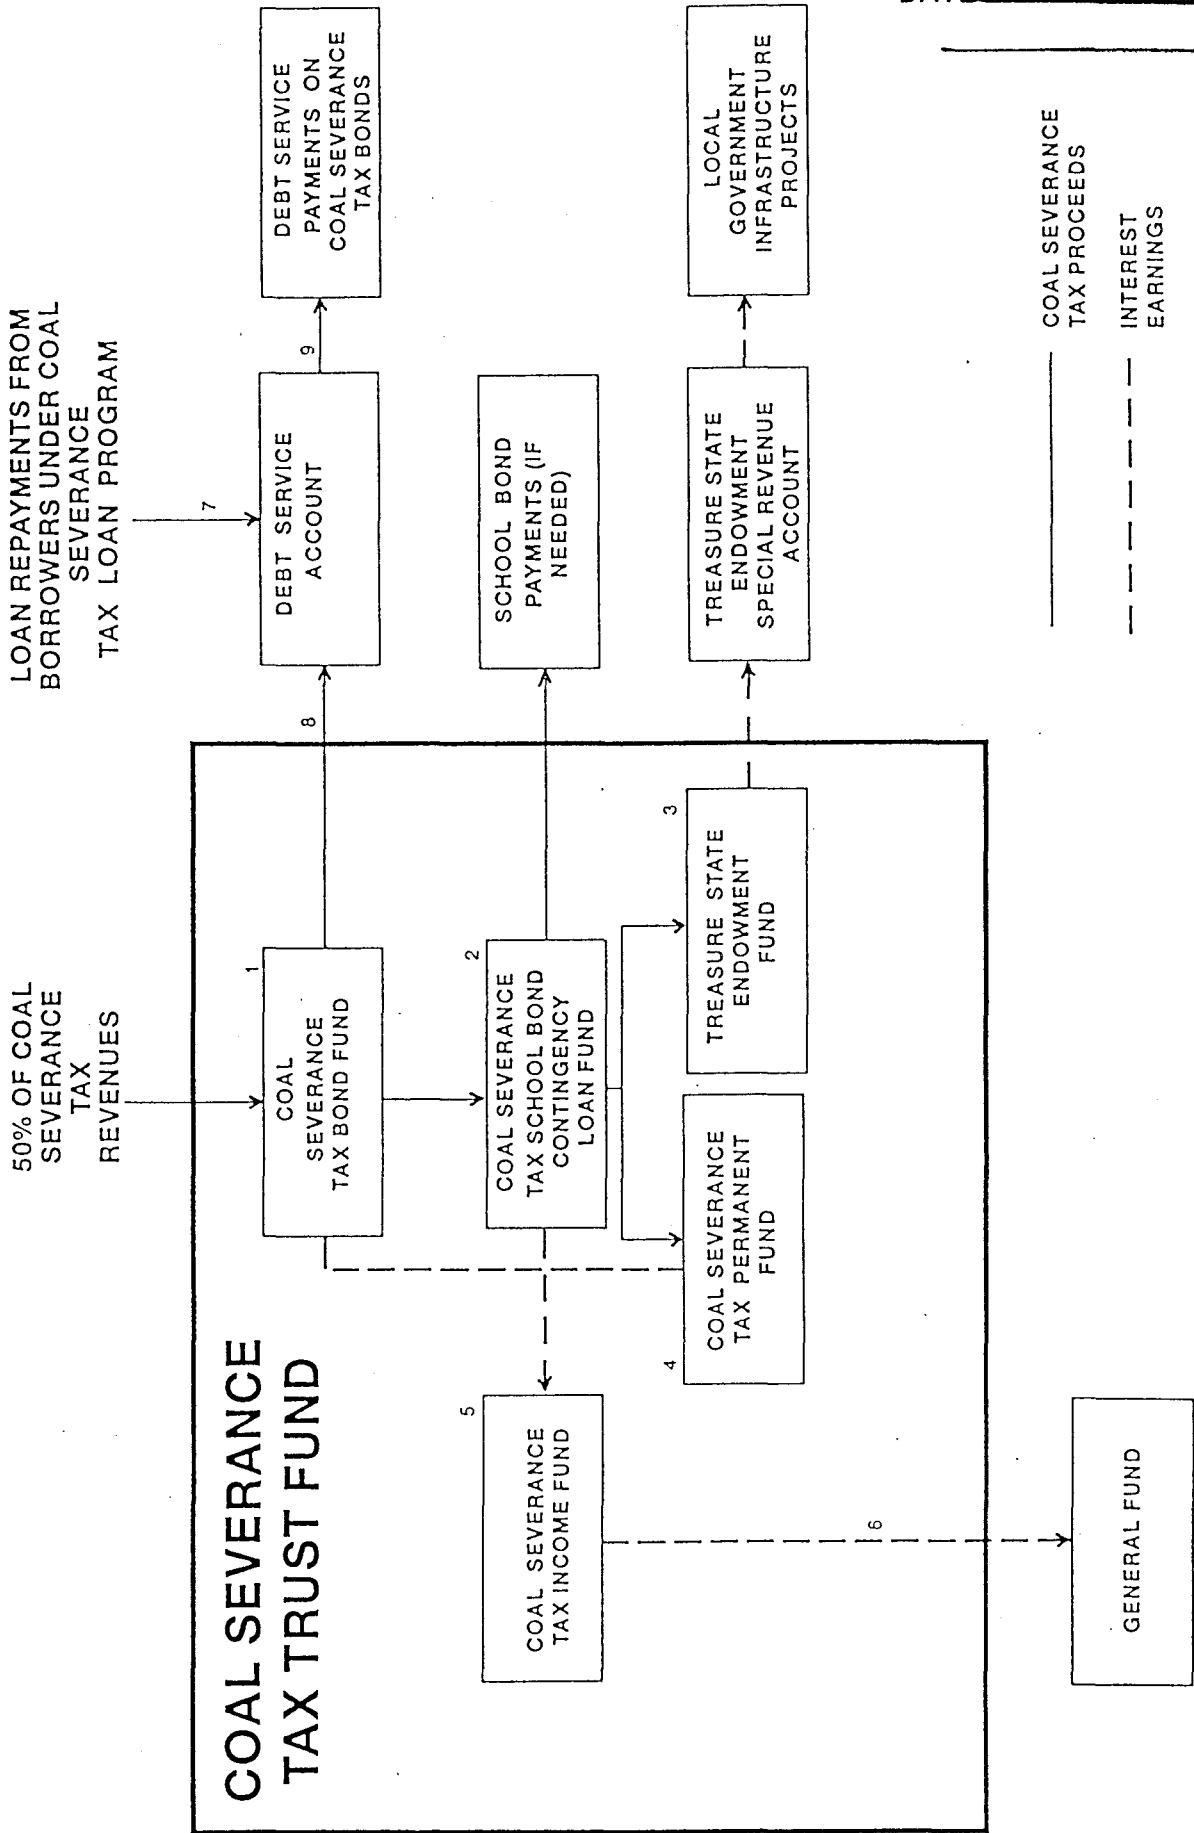 COAL SEVERANCE
TAX TRUST FUND
50% OF COAL
SEVERANCE
TAX
REVENUES
LOAN REPAYMENTS FROM
BORROWERS UNDER COAL
SEVERANCE
TAX LOAN PROGRAM
1
COAL
SEVERANCE
TAX BOND FUND
8
7
DEBT SERVICE
ACCOUNT
9
DEBT SERVICE
PAYMENTS ON
COAL SEVERANCE
TAX BONDS
5
COAL SEVERANCE
TAX INCOME FUND
2
COAL SEVERANCE
TAX SCHOOL BOND
CONTINGENCY
LOAN FUND
SCHOOL BOND
PAYMENTS (IF
NEEDED)
4
COAL SEVERANCE
TAX PERMANENT
FUND
3
TREASURE STATE
ENDOWMENT
FUND
TREASURE STATE
ENDOWMENT
SPECIAL REVENUE
ACCOUNT
LOCAL
GOVERNMENT
INFRASTRUCTURE
PROJECTS
6
GENERAL FUND
COAL SEVERANCE
TAX PROCEEDS
INTEREST
EARNINGS